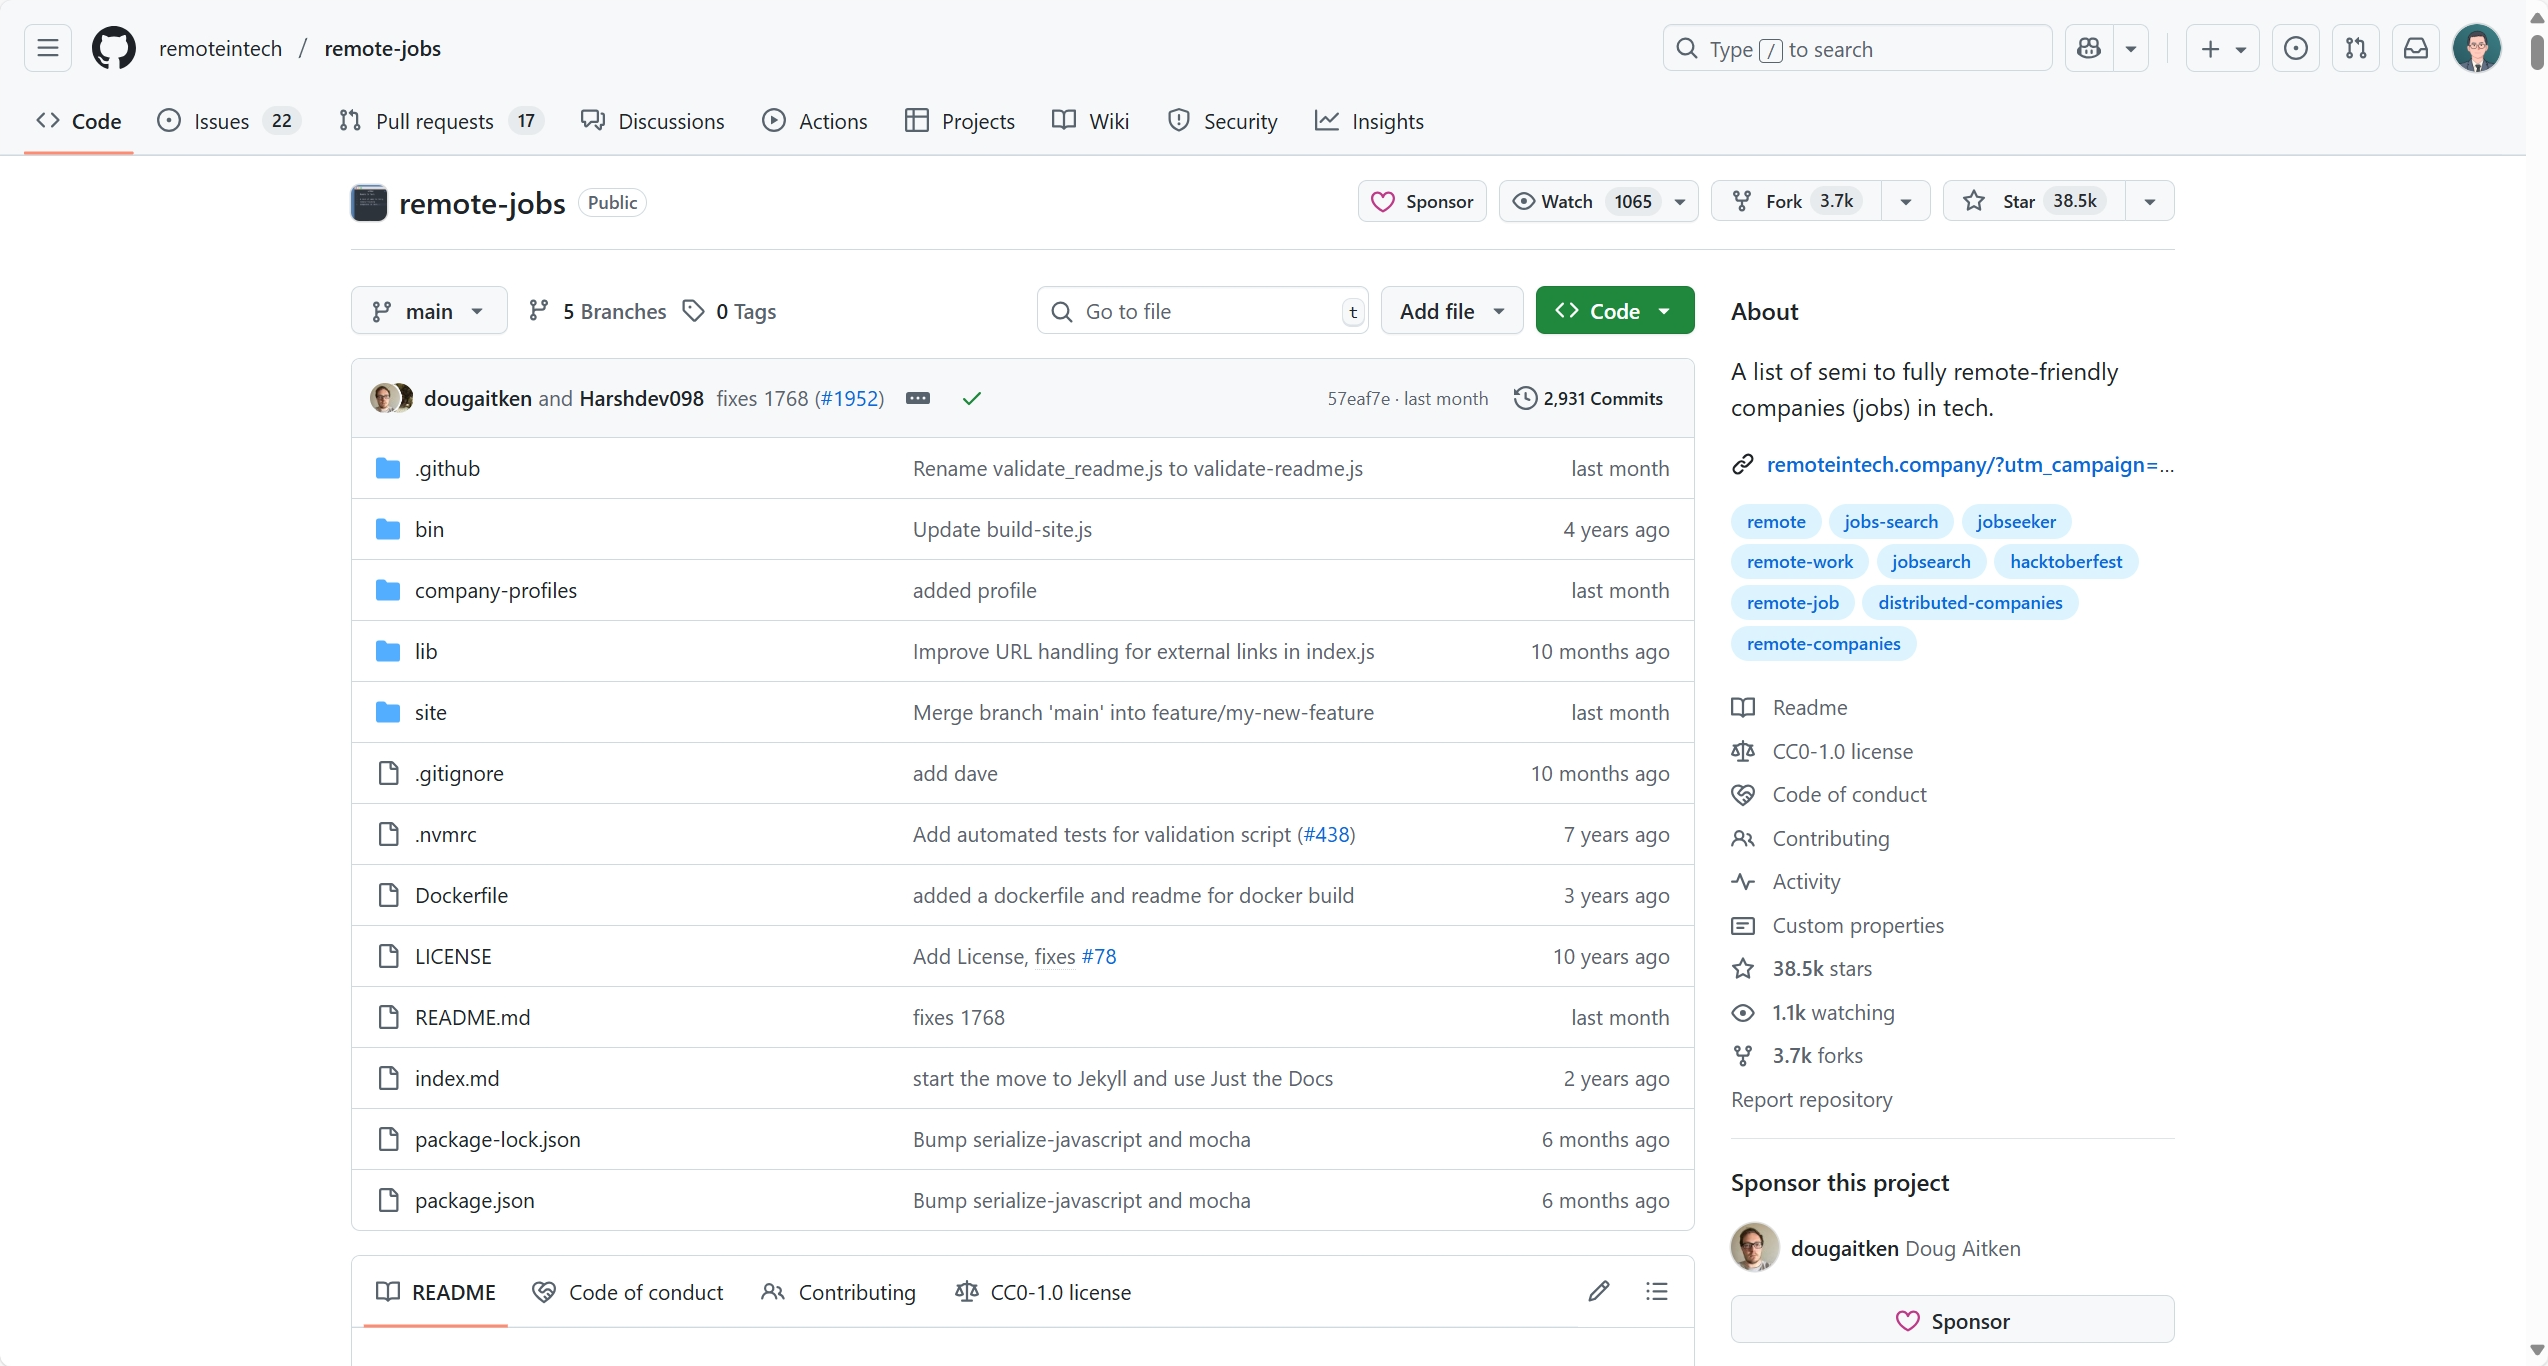 remoteintech / remote-jobs
Type / to search
Code
Issues 22
Pull requests 17
Discussions
Actions
Projects
Wiki
Security
Insights
remote-jobs Public
Sponsor
Watch 1065
Fork 3.7k
Star 38.5k
main
5 Branches
0 Tags
Go to file t
Add file
Code
dougaitken and Harshdev098 fixes 1768 (#1952)
57eaf7e · last month
2,931 Commits
.github Rename validate_readme.js to validate-readme.js last month
bin Update build-site.js 4 years ago
company-profiles added profile last month
lib Improve URL handling for external links in index.js 10 months ago
site Merge branch 'main' into feature/my-new-feature last month
.gitignore add dave 10 months ago
.nvmrc Add automated tests for validation script (#438) 7 years ago
Dockerfile added a dockerfile and readme for docker build 3 years ago
LICENSE Add License, fixes #78 10 years ago
README.md fixes 1768 last month
index.md start the move to Jekyll and use Just the Docs 2 years ago
package-lock.json Bump serialize-javascript and mocha 6 months ago
package.json Bump serialize-javascript and mocha 6 months ago
README
Code of conduct
Contributing
CC0-1.0 license
About
A list of semi to fully remote-friendly
companies (jobs) in tech.
remoteintech.company/?utm_campaign=...
remote jobs-search jobseeker
remote-work jobsearch hacktoberfest
remote-job distributed-companies
remote-companies
Readme
CC0-1.0 license
Code of conduct
Contributing
Activity
Custom properties
38.5k stars
1.1k watching
3.7k forks
Report repository
Sponsor this project
dougaitken Doug Aitken
Sponsor